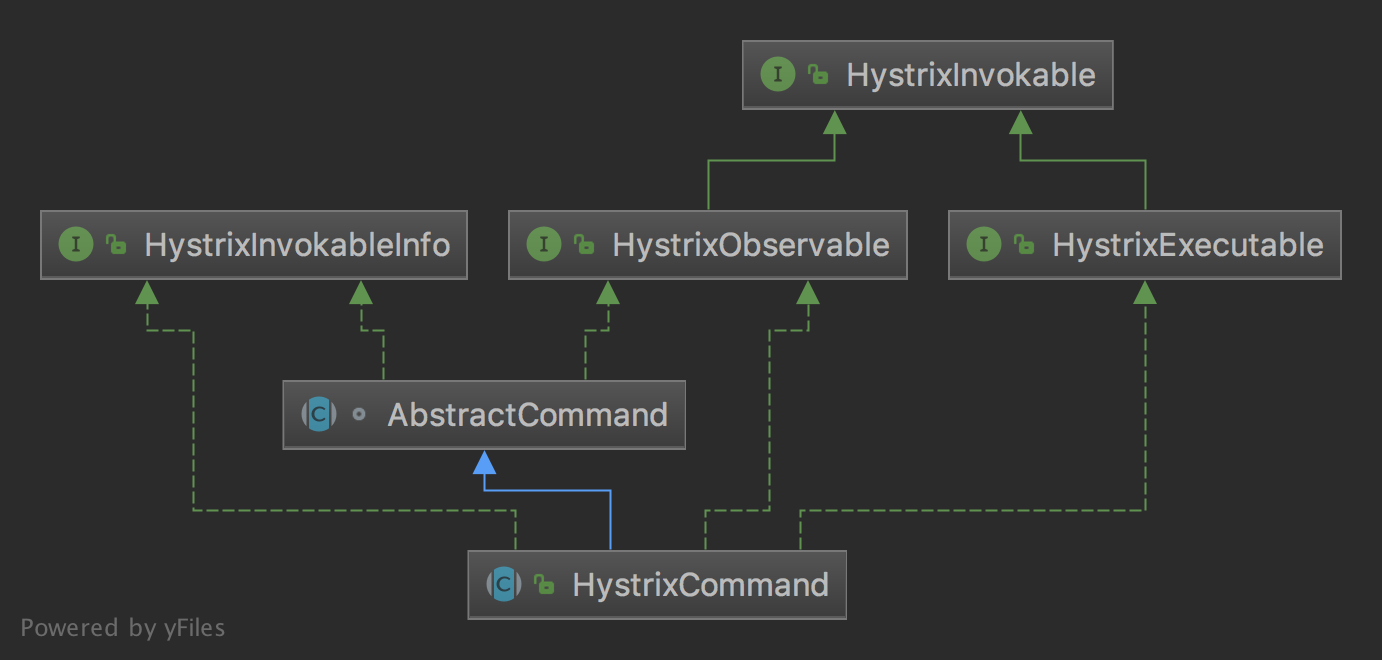 HystrixInvokable
HystrixInvokableInfo
HystrixObservable
HystrixExecutable
AbstractCommand
HystrixCommand
Powered by yFiles